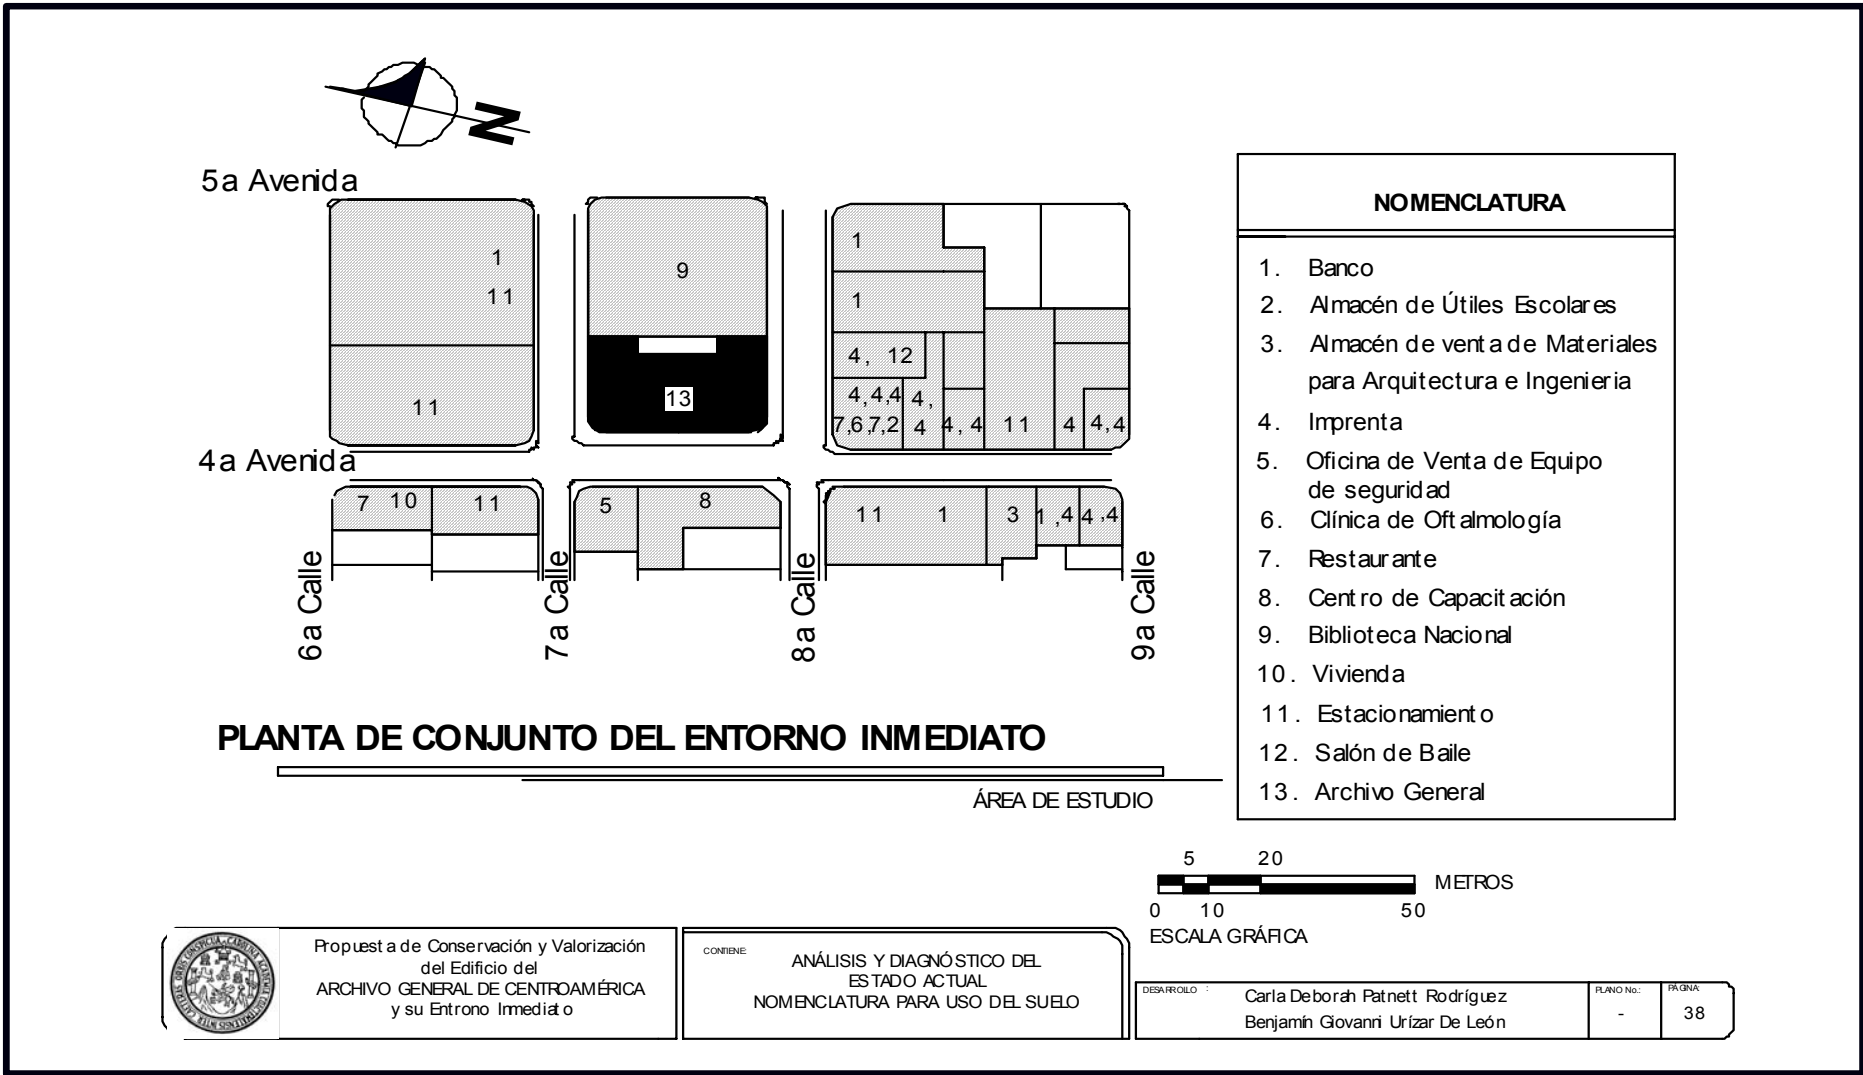 N
5a Avenida
1
11
9
1
1
4, 12
13
11
4,4,4
7,6,7,2
4,
4
4, 4
11
4
4,4
4a Avenida
7 10
11
5
8
11 1
3
1,4
4,4
6a Calle
7a Calle
8a Calle
9a Calle
PLANTA DE CONJUNTO DEL ENTORNO INMEDIATO
ÁREA DE ESTUDIO
NOMENCLATURA
1. Banco
2. Almacén de Útiles Escolares
3. Almacén de venta de Materiales
para Arquitectura e Ingenieria
4. Imprenta
5. Oficina de Venta de Equipo
de seguridad
6. Clínica de Oftalmología
7. Restaurante
8. Centro de Capacitación
9. Biblioteca Nacional
10. Vivienda
11. Estacionamiento
12. Salón de Baile
13. Archivo General
5 20
METROS
0 10 50
ESCALA GRÁFICA
Propuesta de Conservación y Valorización
del Edificio del
ARCHIVO GENERAL DE CENTROAMÉRICA
y su Entrono Inmediato
CONTIENE:
ANÁLISIS Y DIAGNÓSTICO DEL
ESTADO ACTUAL
NOMENCLATURA PARA USO DEL SUELO
DESARROLLO :
Carla Deborah Patnett Rodríguez
Benjamín Giovanni Urízar De León
PLANO No.:
-
PÁGINA:
38